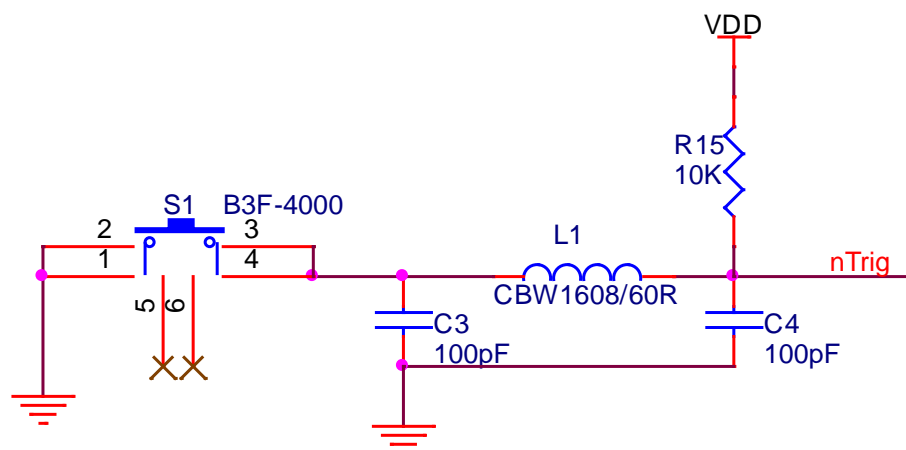 VDD
R15
10K
S1 B3F-4000
2 3
1 4
5 6
L1
CBW1608/60R
nTrig
C3
100pF
C4
100pF